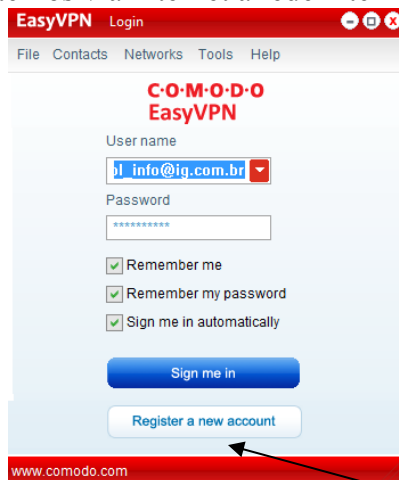 EasyVPN Login
File Contacts Networks Tools Help
C·O·M·O·D·O
EasyVPN
User name
l_info@ig.com.br
Password
**********
Remember me
Remember my password
Sign me in automatically
Sign me in
Register a new account
www.comodo.com